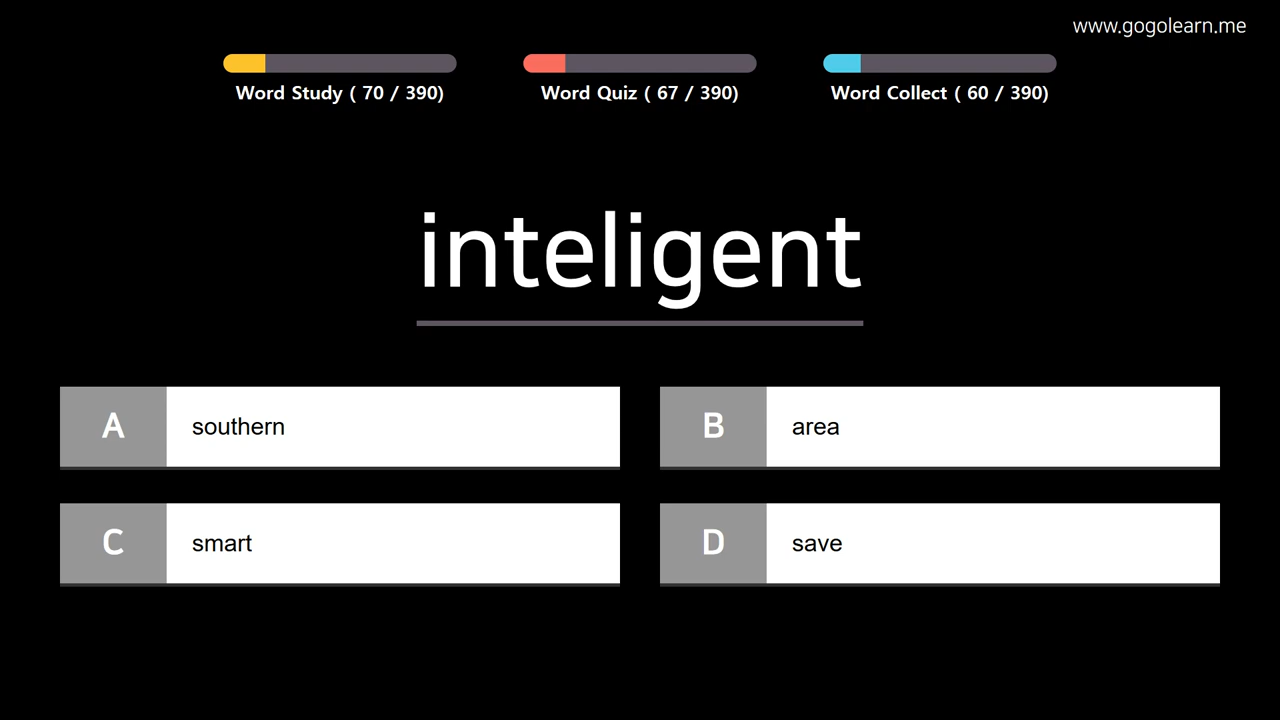 www.gogolearn.me
Word Study ( 70 / 390)
Word Quiz ( 67 / 390)
Word Collect ( 60 / 390)
inteligent
A southern
B area
C smart
D save